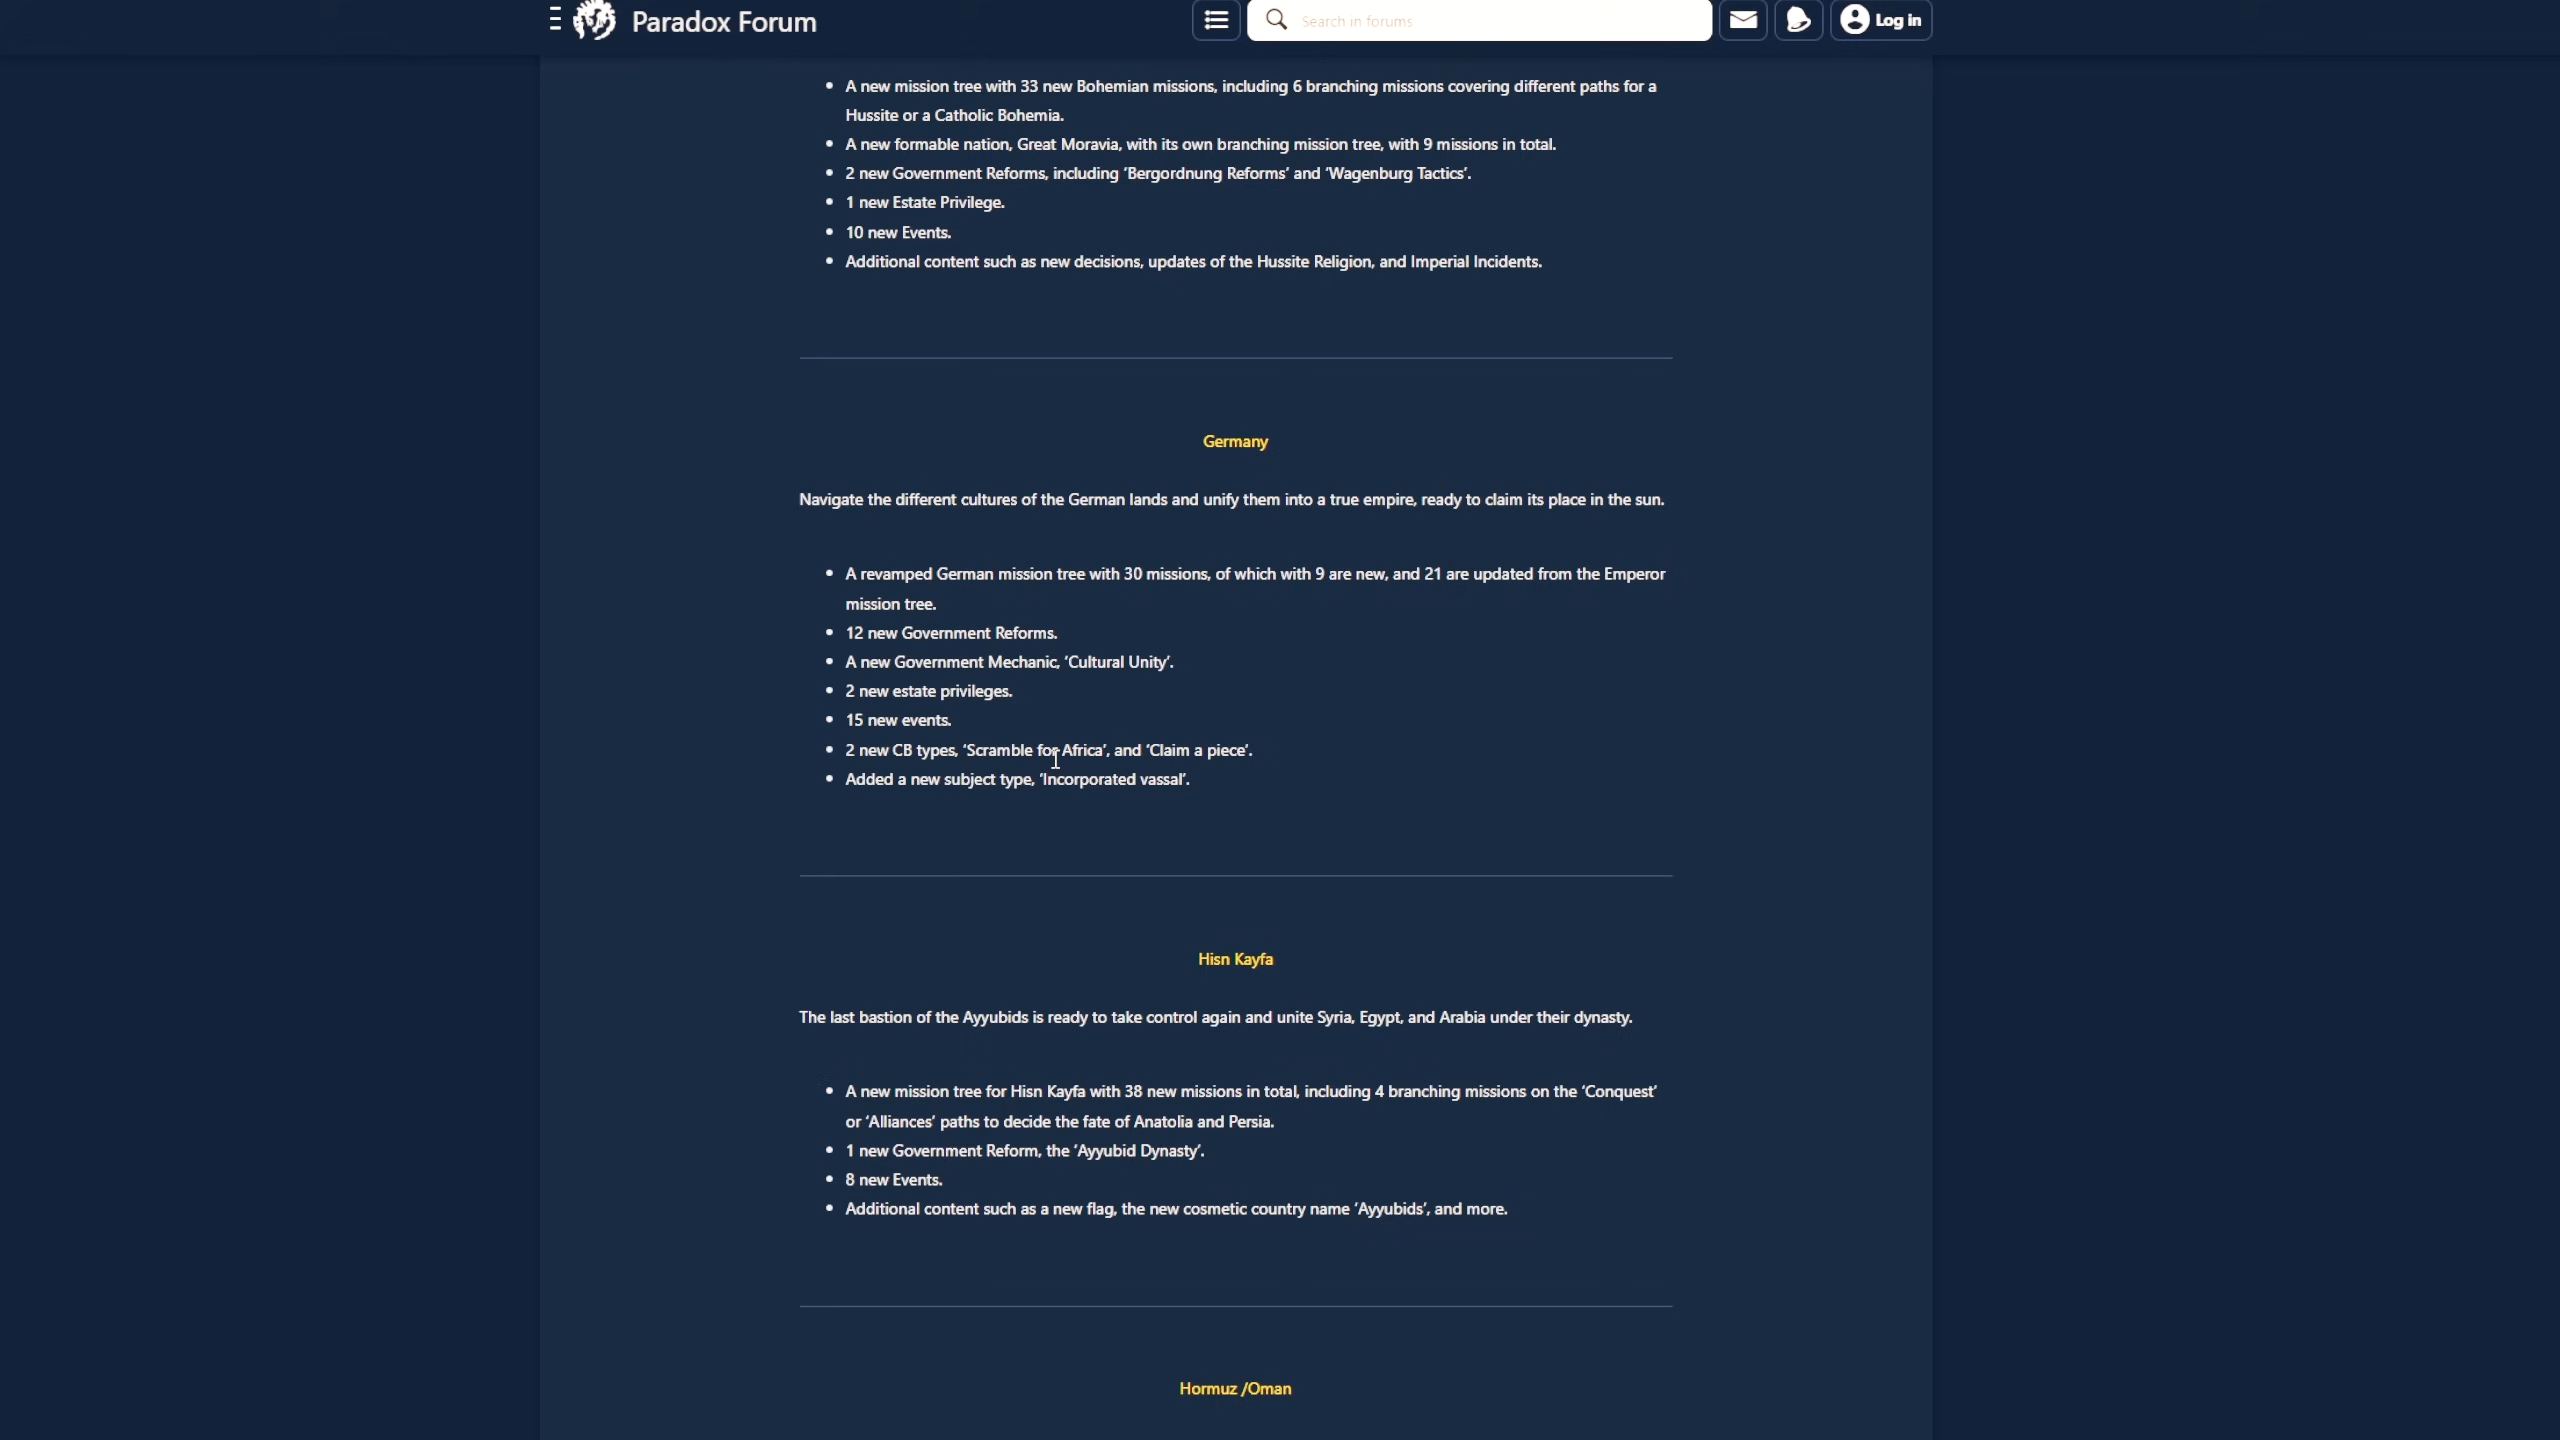 Paradox Forum
Search in forums
Log in
A new mission tree with 33 new Bohemian missions, including 6 branching missions covering different paths for a
Hussite or a Catholic Bohemia.
A new formable nation, Great Moravia, with its own branching mission tree, with 9 missions in total.
2 new Government Reforms, including ‘Bergordnung Reforms’ and ‘Wagenburg Tactics’.
1 new Estate Privilege.
10 new Events.
Additional content such as new decisions, updates of the Hussite Religion, and Imperial Incidents.
Germany
Navigate the different cultures of the German lands and unify them into a true empire, ready to claim its place in the sun.
A revamped German mission tree with 30 missions, of which with 9 are new, and 21 are updated from the Emperor
mission tree.
12 new Government Reforms.
A new Government Mechanic, ‘Cultural Unity’.
2 new estate privileges.
15 new events.
2 new CB types, ‘Scramble for Africa’, and ‘Claim a piece’.
Added a new subject type, ‘Incorporated vassal’.
Hisn Kayfa
The last bastion of the Ayyubids is ready to take control again and unite Syria, Egypt, and Arabia under their dynasty.
A new mission tree for Hisn Kayfa with 38 new missions in total, including 4 branching missions on the ‘Conquest’
or ‘Alliances’ paths to decide the fate of Anatolia and Persia.
1 new Government Reform, the ‘Ayyubid Dynasty’.
8 new Events.
Additional content such as a new flag, the new cosmetic country name ‘Ayyubids’, and more.
Hormuz /Oman